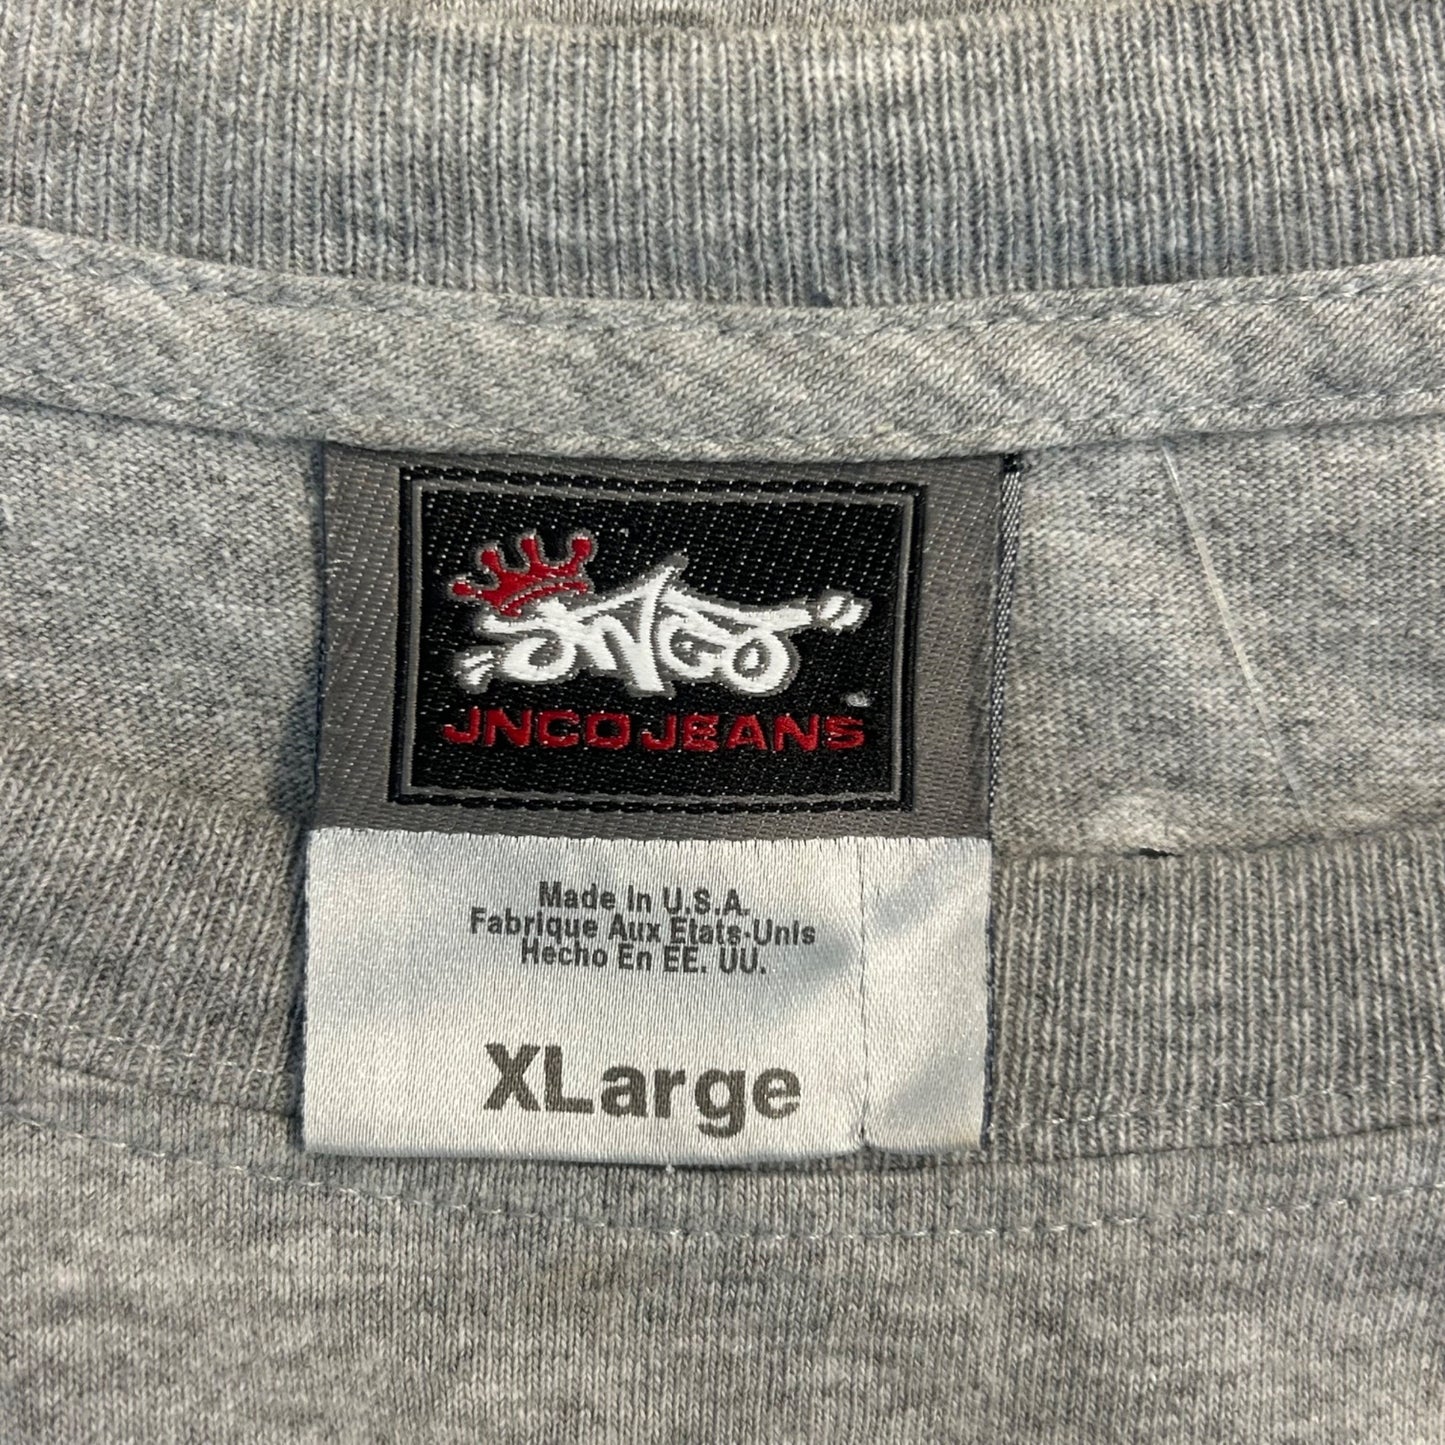 JNCO
JNCO JEANS
Made In U.S.A.
Fabrique Aux Etats-Unis
Hecho En EE. UU.
XLarge